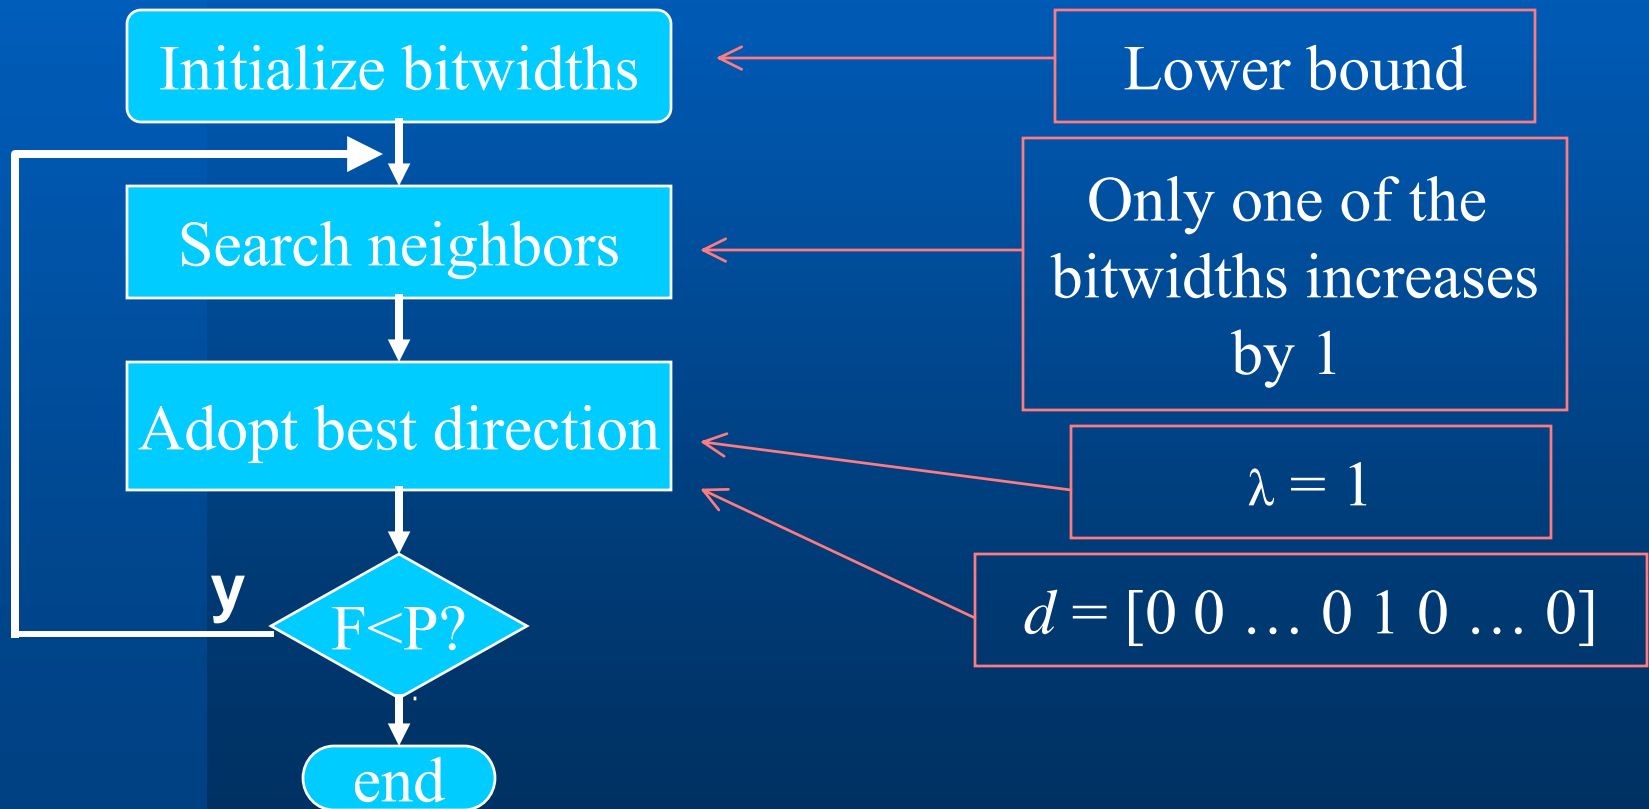 Initialize bitwidths
Lower bound
Search neighbors
Only one of the
bitwidths increases
by 1
Adopt best direction
λ = 1
d = [0 0 … 0 1 0 … 0]
y
F<P?
end